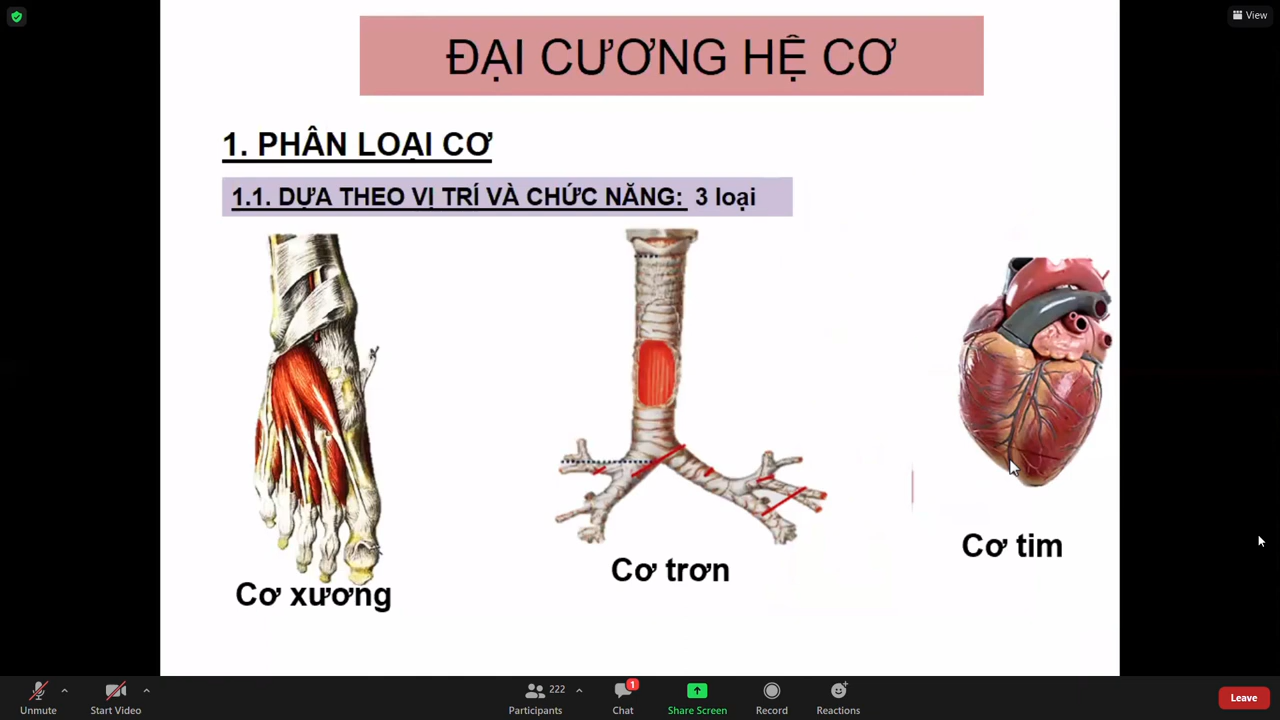 View
ĐẠI CƯƠNG HỆ CƠ
1. PHÂN LOẠI CƠ
1.1. DỰA THEO VỊ TRÍ VÀ CHỨC NĂNG: 3 loại
Cơ xương
Cơ trơn
Cơ tim
Unmute
Start Video
222
Participants
1
Chat
Share Screen
Record
Reactions
Leave